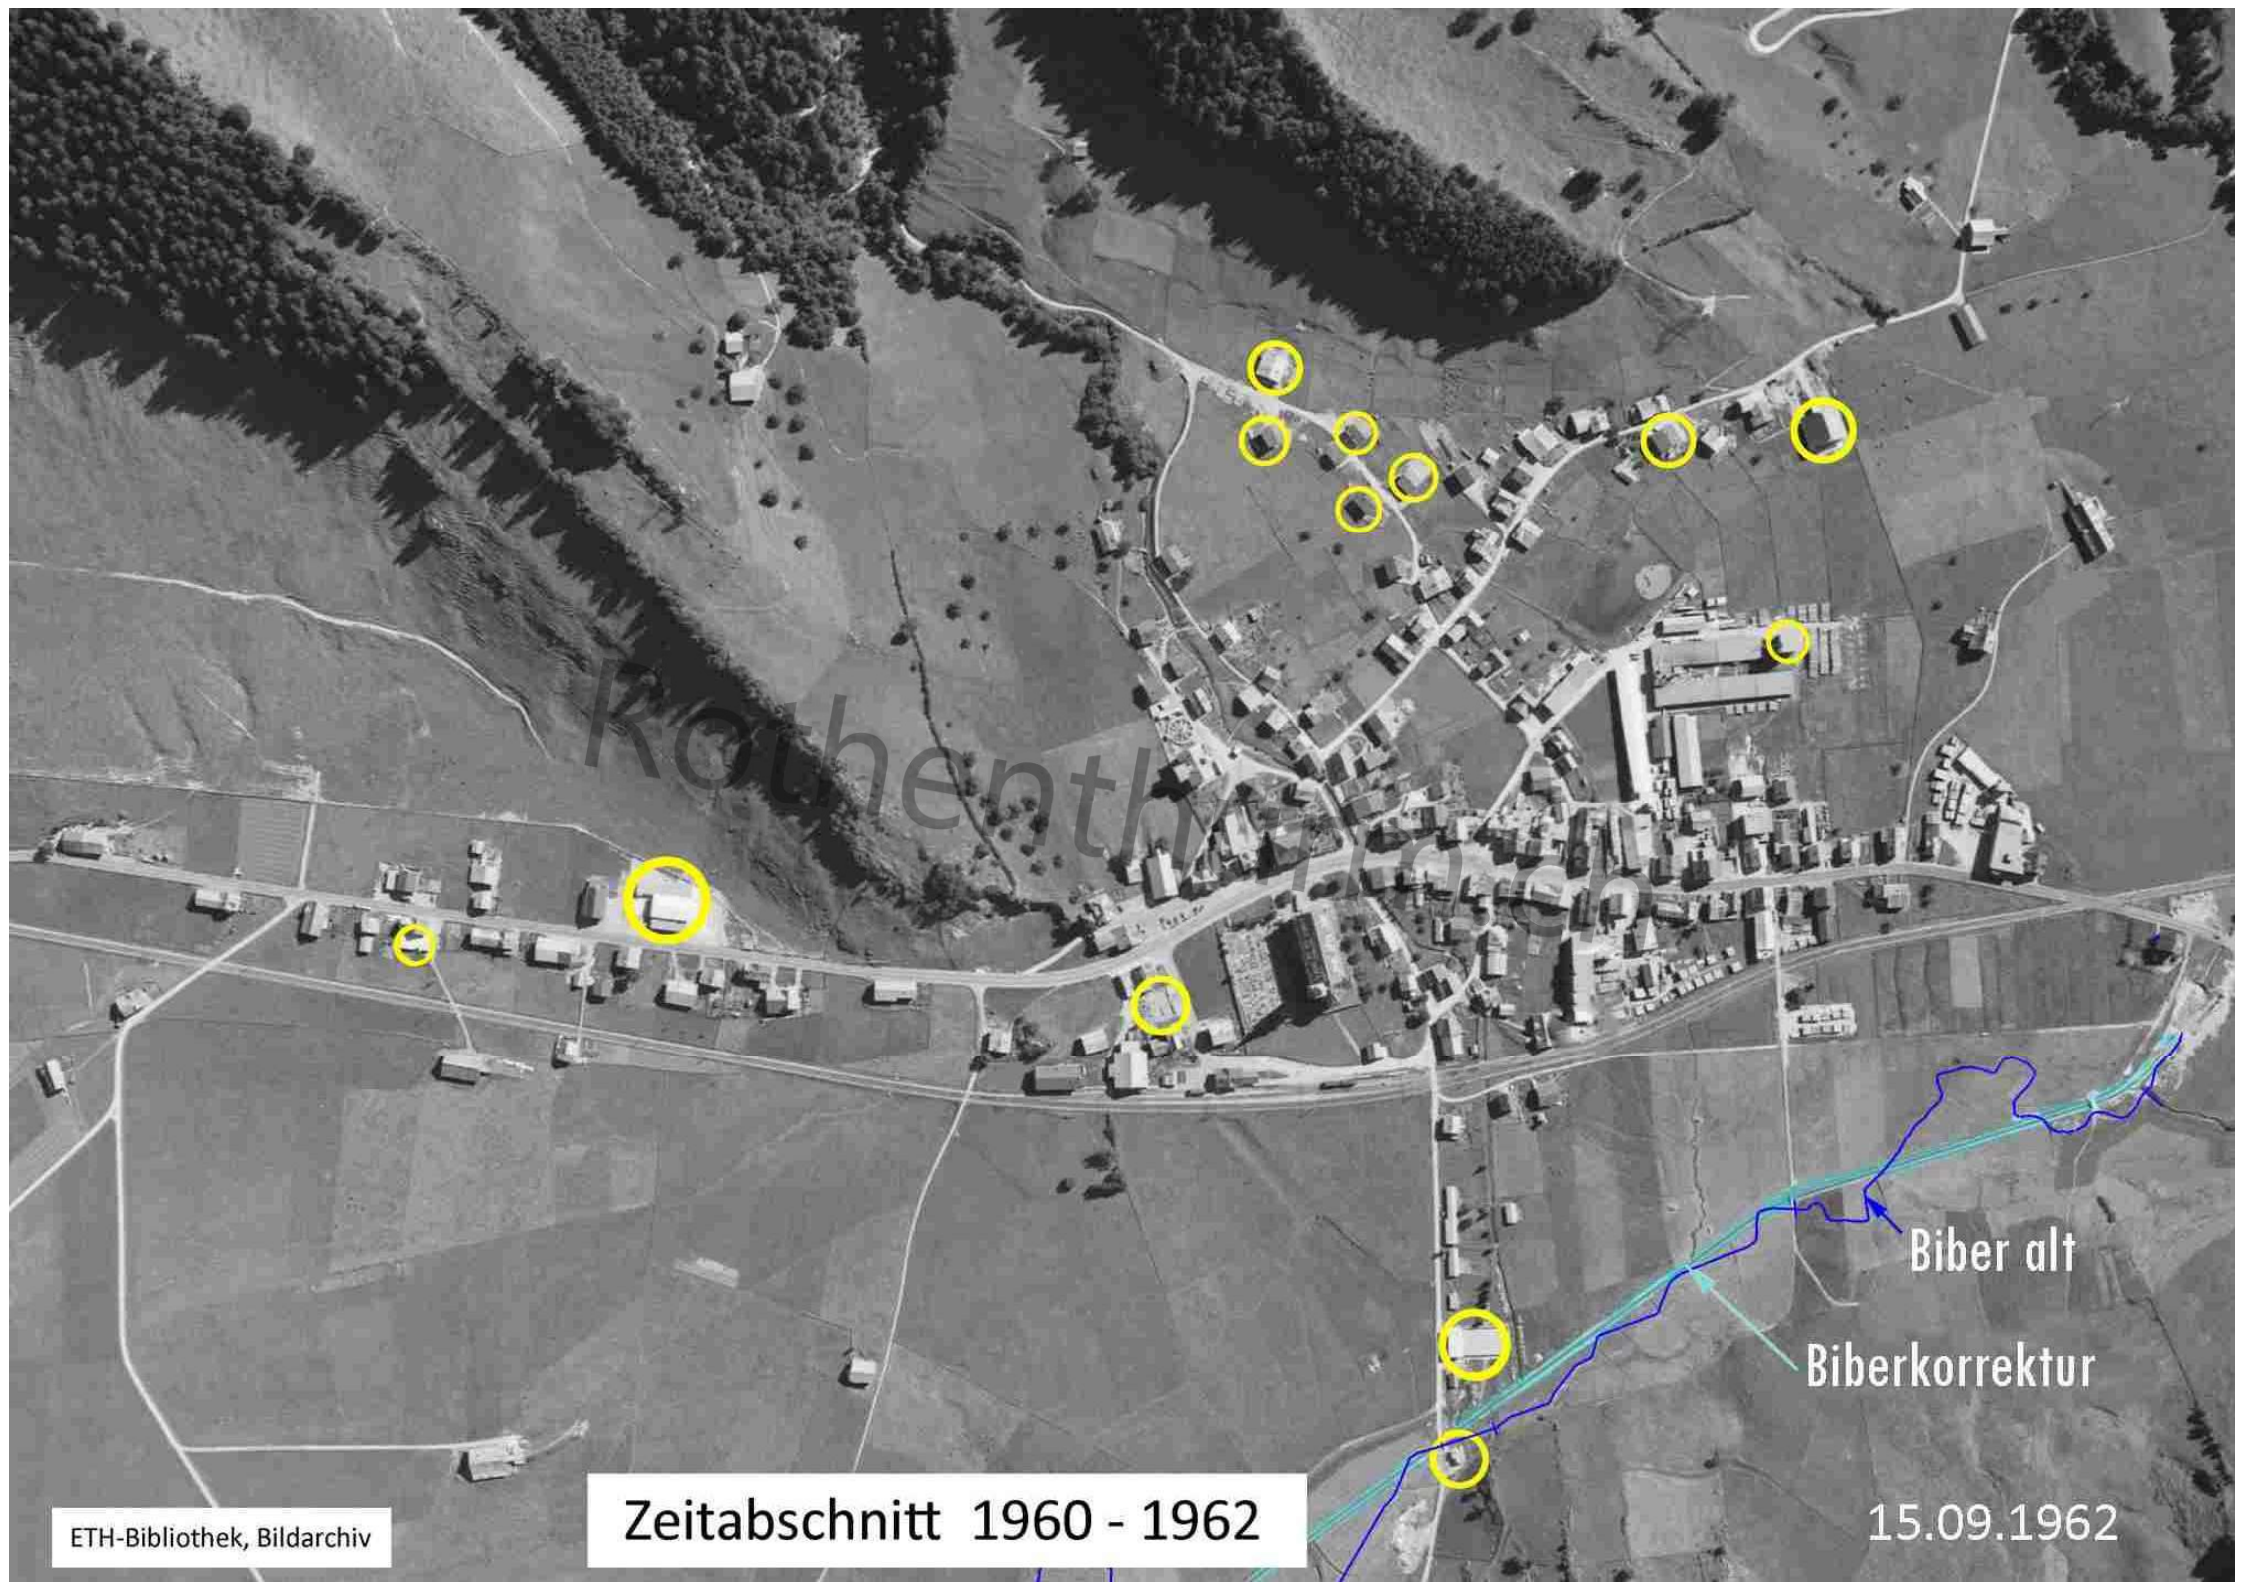 Biber alt
Biberkorrektur
Zeitabschnitt 1960 - 1962
ETH-Bibliothek, Bildarchiv
15.09.1962